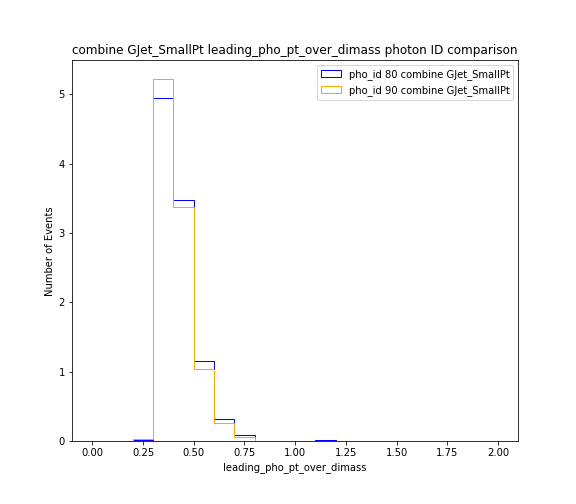 combine GJet_SmallPt leading_pho_pt_over_dimass photon ID comparison
pho_id 80 combine GJet_SmallPt
pho_id 90 combine GJet_SmallPt
Number of Events
5
4
3
2
1
0
0.00 0.25 0.50 0.75 1.00 1.25 1.50 1.75 2.00
leading_pho_pt_over_dimass